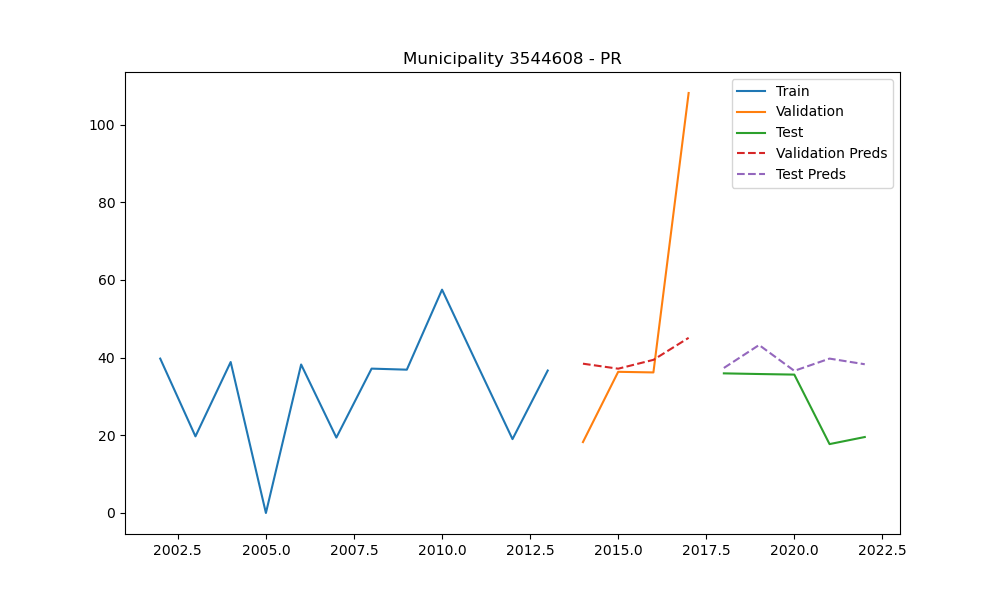 Municipality 3544608 - PR
Train
Validation
Test
Validation Preds
Test Preds
100
80
60
40
20
0
2002.5 2005.0 2007.5 2010.0 2012.5 2015.0 2017.5 2020.0 2022.5